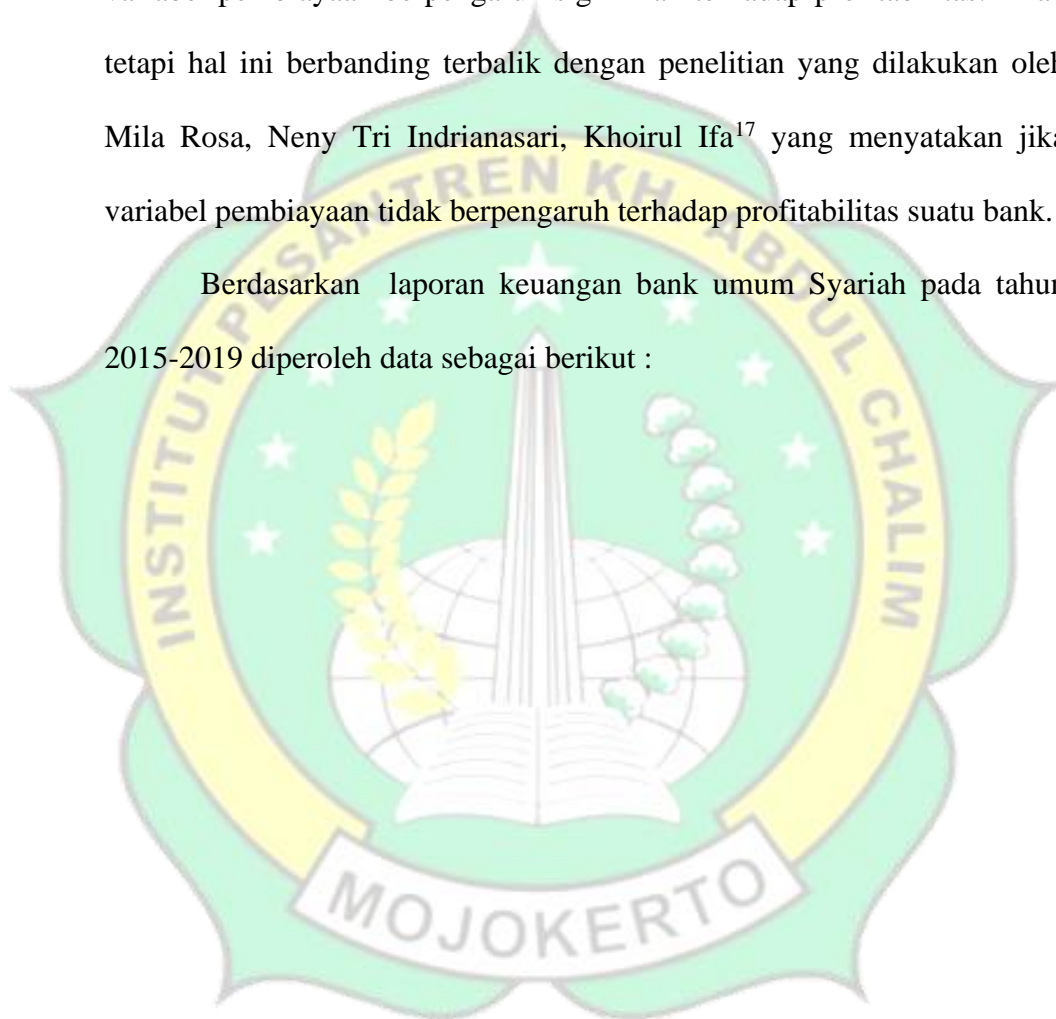 tetapi hal ini berbanding terbalik dengan penelitian yang dilakukan oleh
Mila Rosa, Neny Tri Indrianasari, Khoirul Ifa17 yang menyatakan jika
variabel pembiayaan tidak berpengaruh terhadap profitabilitas suatu bank.
Berdasarkan laporan keuangan bank umum Syariah pada tahun
2015-2019 diperoleh data sebagai berikut :
INSTITUT PESANTREN KH. ABDUL CHALIM
MOJOKERTO